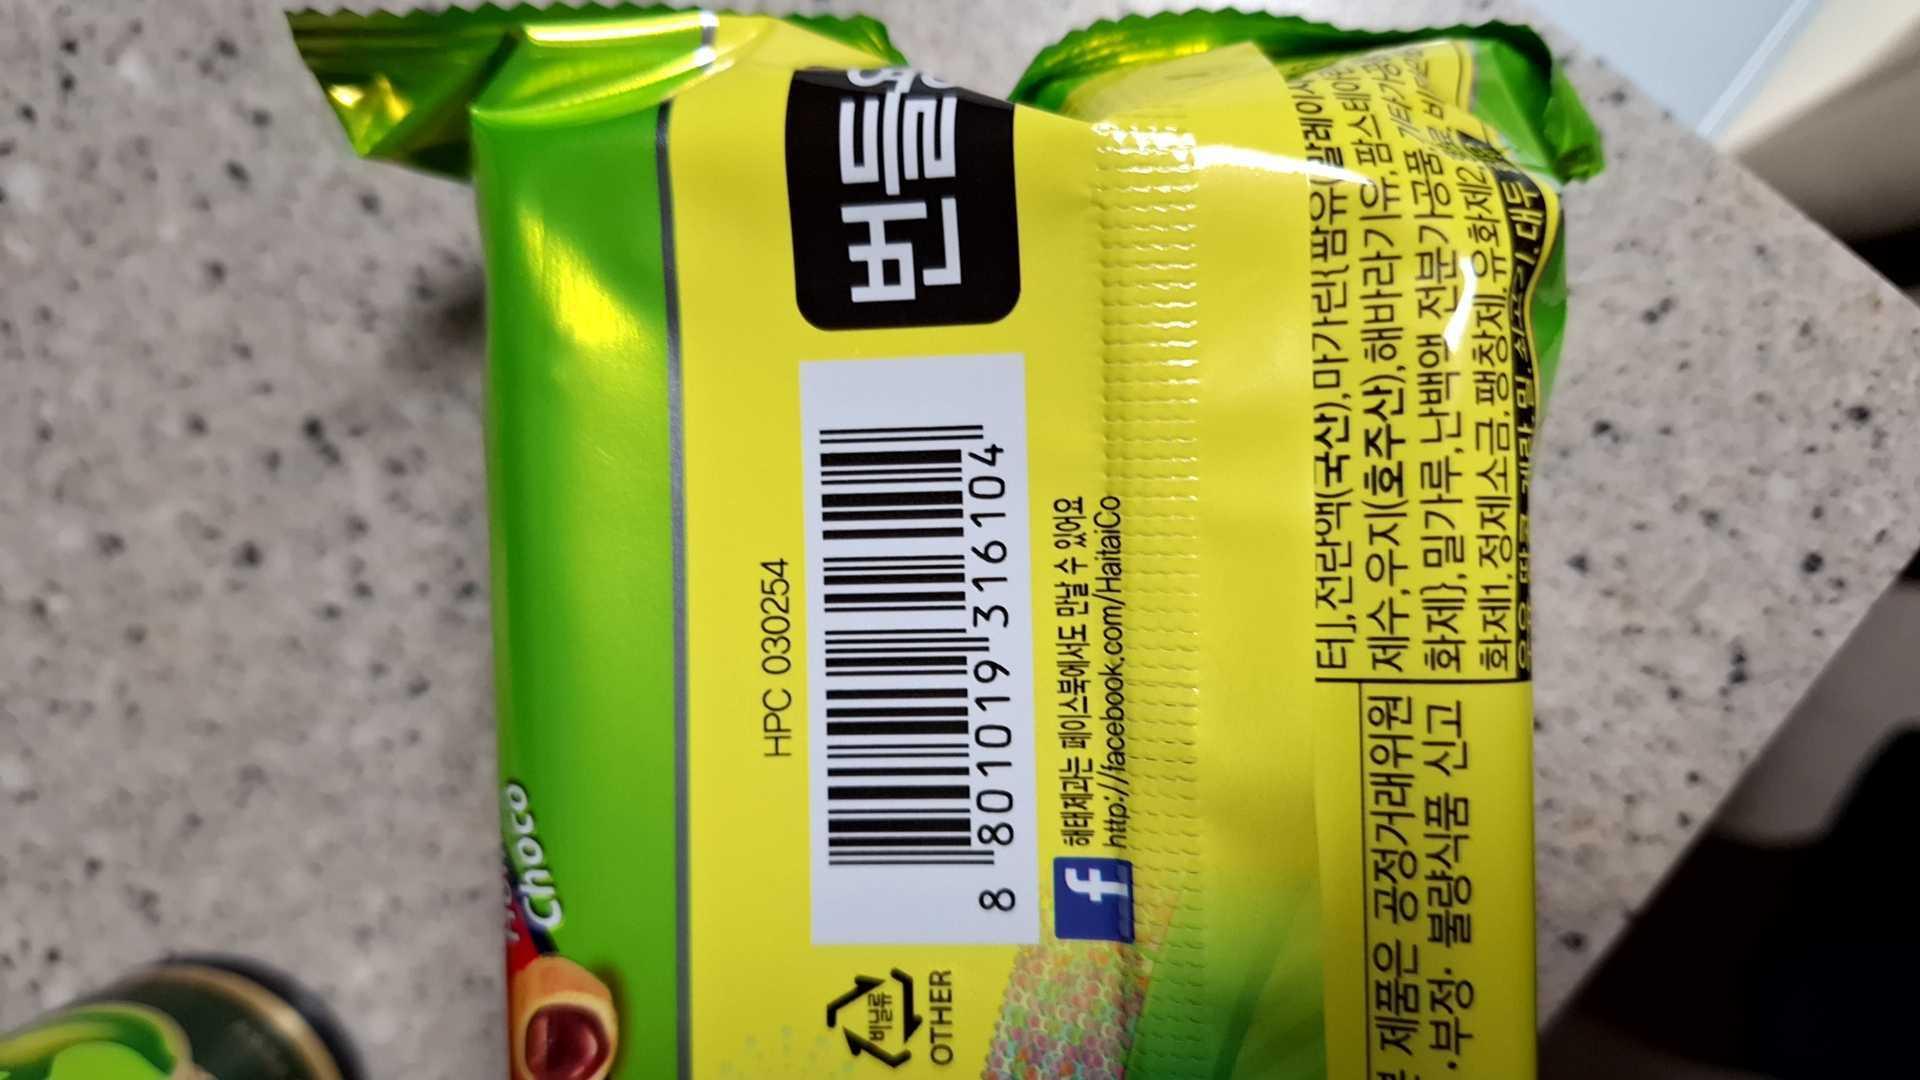 번들
HPC 030254
8 801019 316104
해태제과는 페이스북에서도 만날 수 있어요
http://facebook.com/HaitaiCo
비닐류
OTHER
Choco
터],전란액(국산),마가린{팜유(말레이시
제수,우지(호주산),해바라기유,팜스테아린
화제},밀가루,난백액 전분가공품
화제1,정제소금,팽창제,유화제2
대두
제품은 공정거래위원
.부정· 불량식품 신고